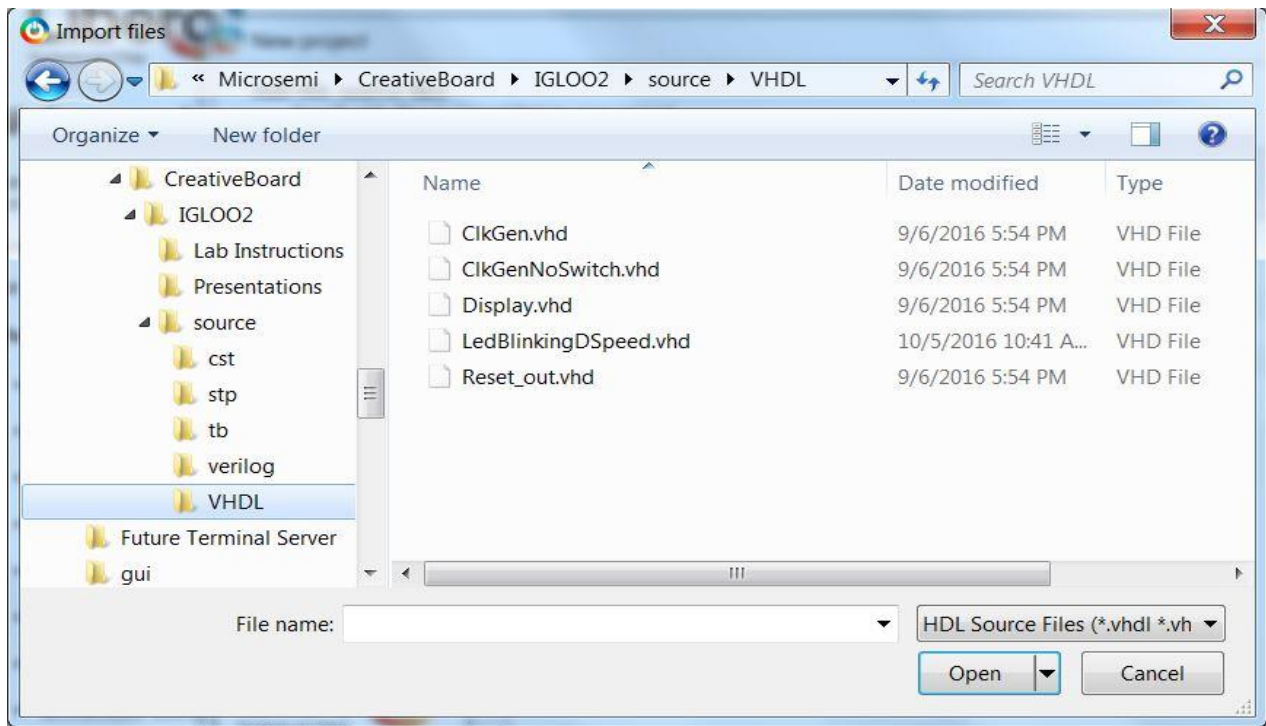 Import files
New project
« Microsemi ▸ CreativeBoard ▸ IGLOO2 ▸ source ▸ VHDL
Search VHDL
Organize
New folder
CreativeBoard
IGLOO2
Lab Instructions
Presentations
source
cst
stp
tb
verilog
VHDL
Future Terminal Server
gui
Name Date modified Type
ClkGen.vhd 9/6/2016 5:54 PM VHD File
ClkGenNoSwitch.vhd 9/6/2016 5:54 PM VHD File
Display.vhd 9/6/2016 5:54 PM VHD File
LedBlinkingDSpeed.vhd 10/5/2016 10:41 A... VHD File
Reset_out.vhd 9/6/2016 5:54 PM VHD File
File name:
HDL Source Files (*.vhdl *.vh
Open
Cancel